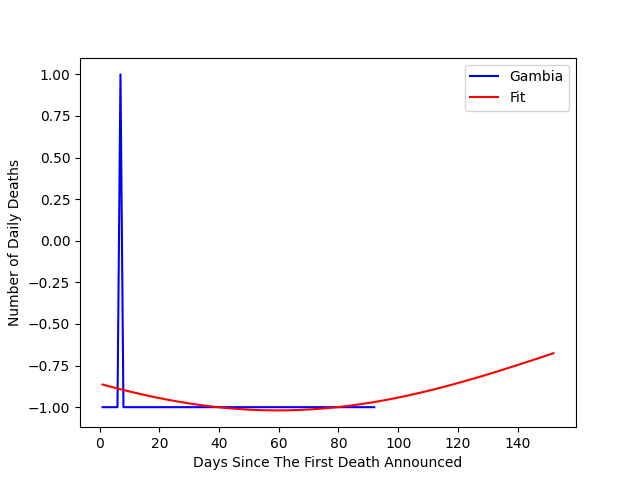 Gambia
Fit
1.00
0.75
0.50
0.25
0.00
−0.25
−0.50
−0.75
−1.00
Number of Daily Deaths
0 20 40 60 80 100 120 140
Days Since The First Death Announced